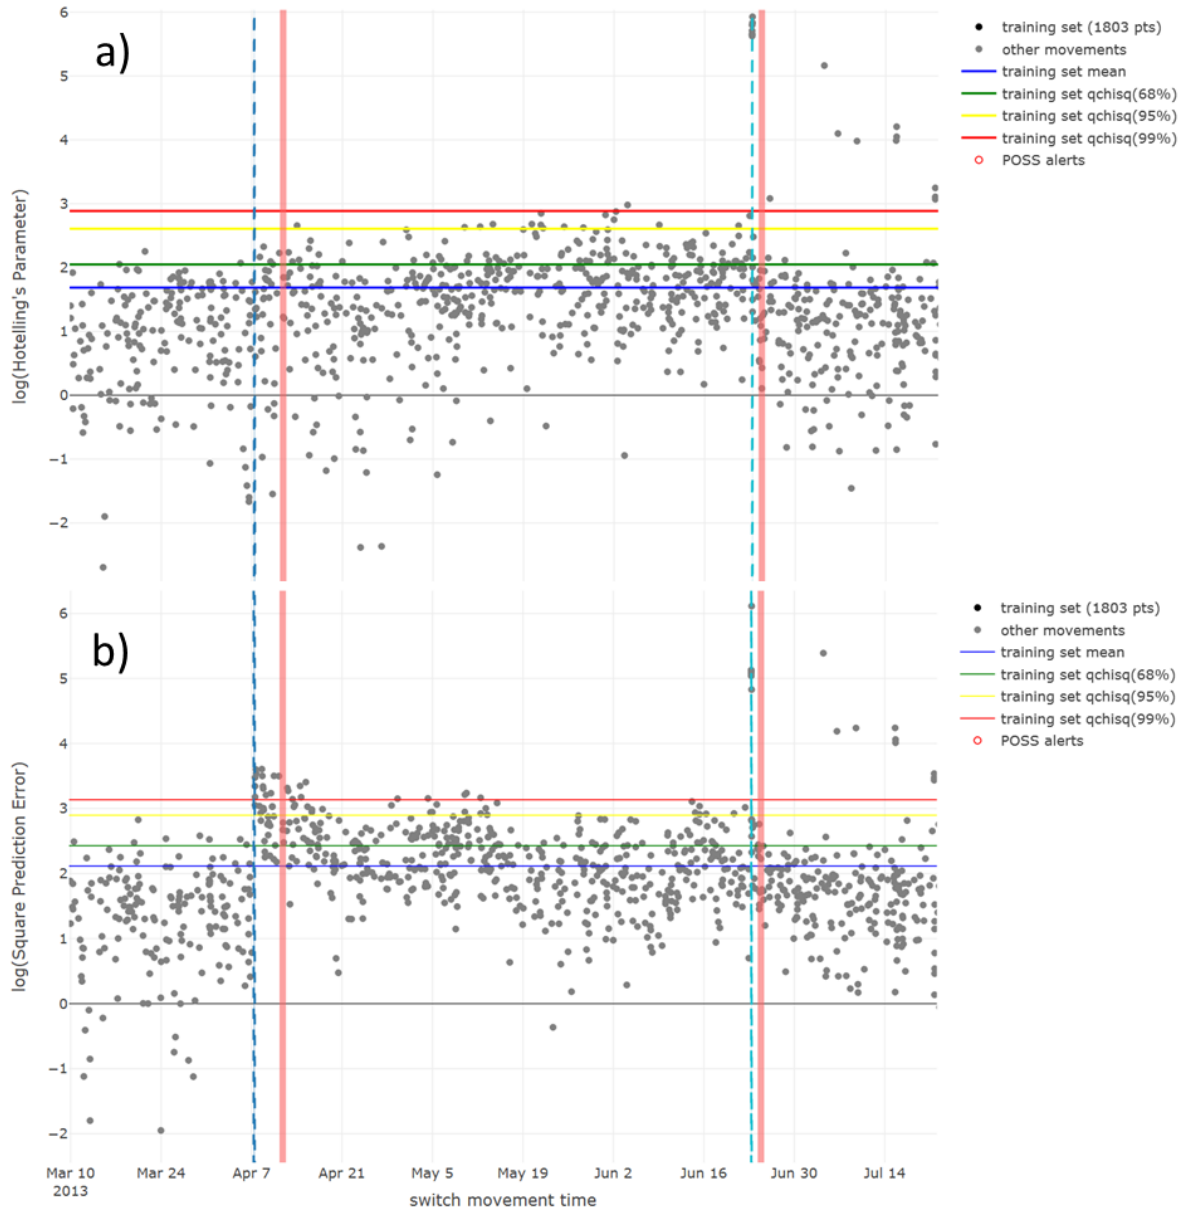 a)
6
5
4
3
2
1
0
−1
−2
log(Hotelling's Parameter)
training set (1803 pts)
other movements
training set mean
training set qchisq(68%)
training set qchisq(95%)
training set qchisq(99%)
POSS alerts
b)
6
5
4
3
2
1
0
−1
−2
log(Square Prediction Error)
training set (1803 pts)
other movements
training set mean
training set qchisq(68%)
training set qchisq(95%)
training set qchisq(99%)
POSS alerts
Mar 10 Mar 24 Apr 7 Apr 21 May 5 May 19 Jun 2 Jun 16 Jun 30 Jul 14
2013
switch movement time